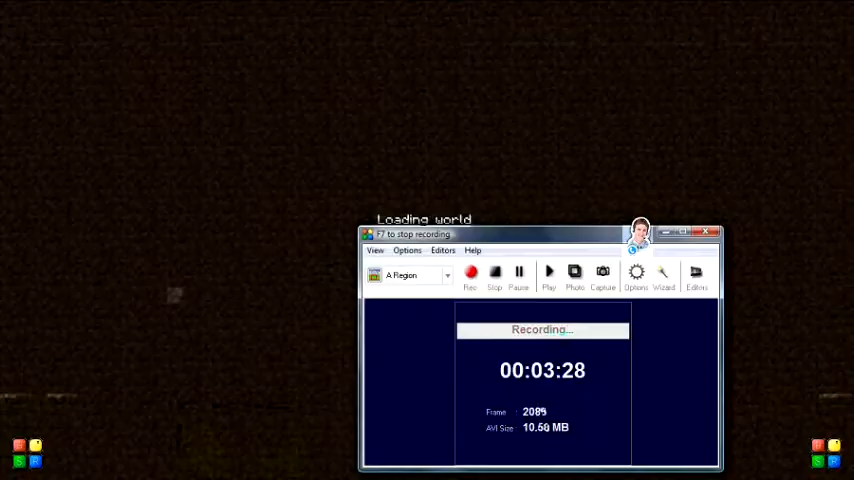 Loading world
F7 to stop recording
View Options Editors Help
A Region
Rec Stop Pause Play Photo Capture Options Wizard Editors
Recording...
00:03:28
Frame :
AVI Size : 10.50 MB